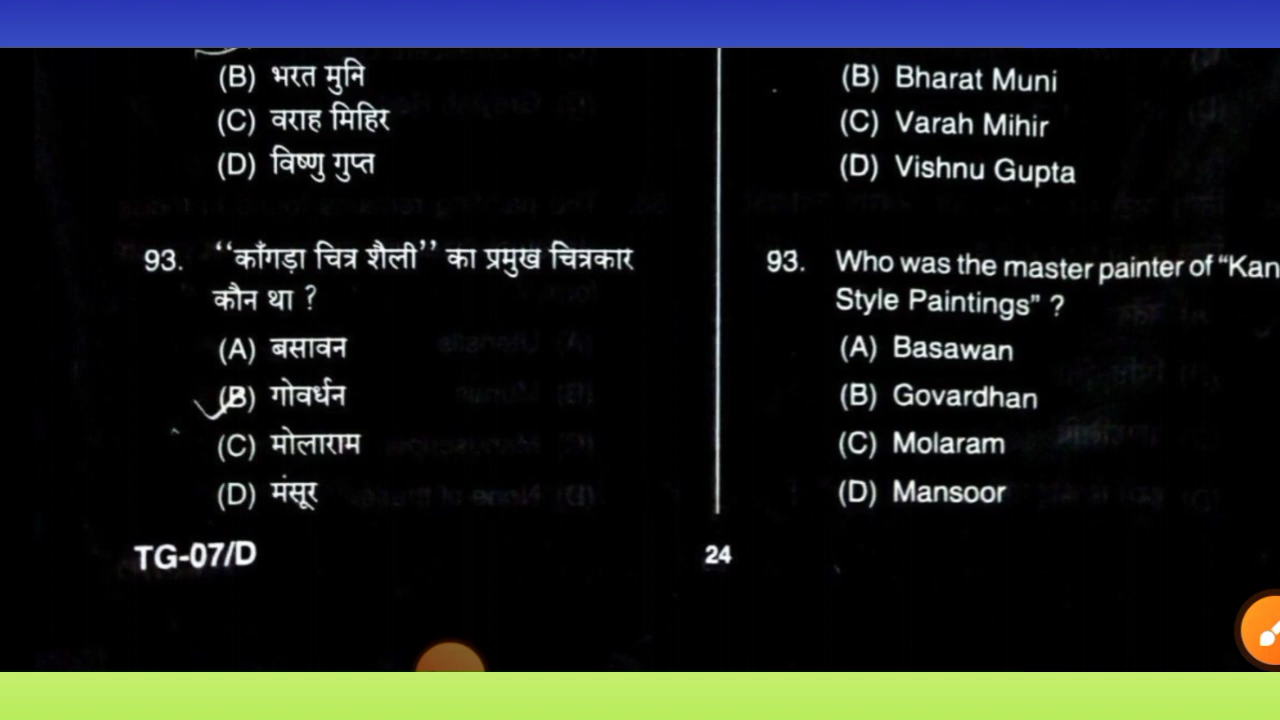 (B) भरत मुनि
(C) वराह मिहिर
(D) विष्णु गुप्त
93. ‘‘काँगड़ा चित्र शैली’’ का प्रमुख चित्रकार
कौन था ?
(A) बसावन
(B) गोवर्धन
(C) मोलाराम
(D) मंसूर
TG-07/D
(B) Bharat Muni
(C) Varah Mihir
(D) Vishnu Gupta
93. Who was the master painter of “Kan
Style Paintings” ?
(A) Basawan
(B) Govardhan
(C) Molaram
(D) Mansoor
24